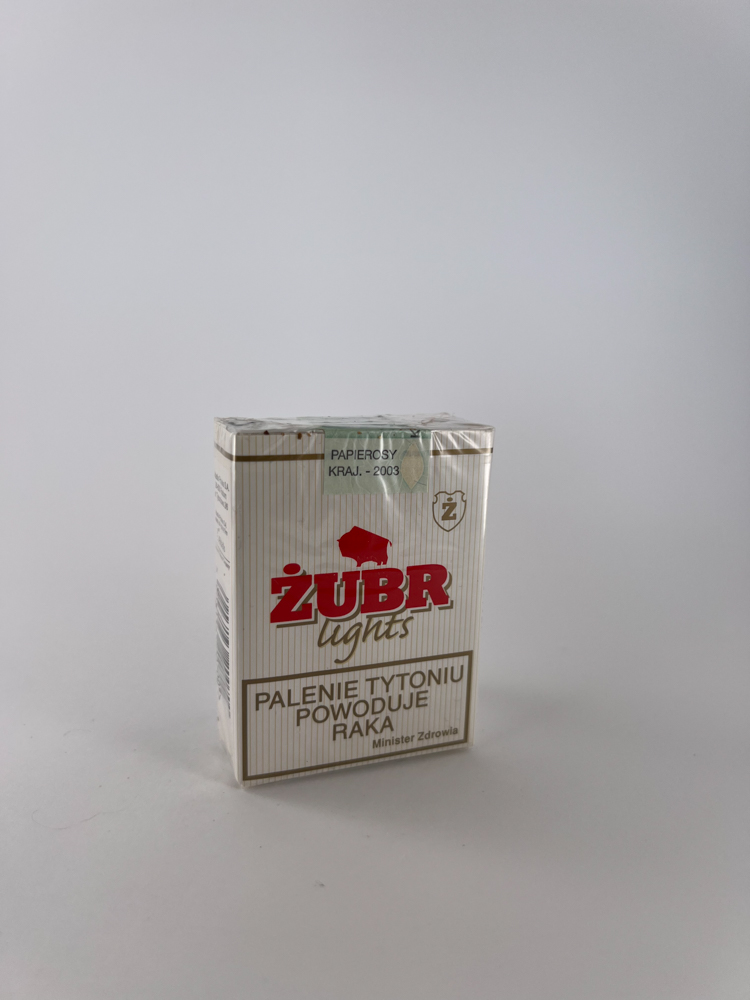 PAPIEROSY
KRAJ. - 2003
Ż
ŻUBR
lights
PALENIE TYTONIU
POWODUJE
RAKA
Minister Zdrowia